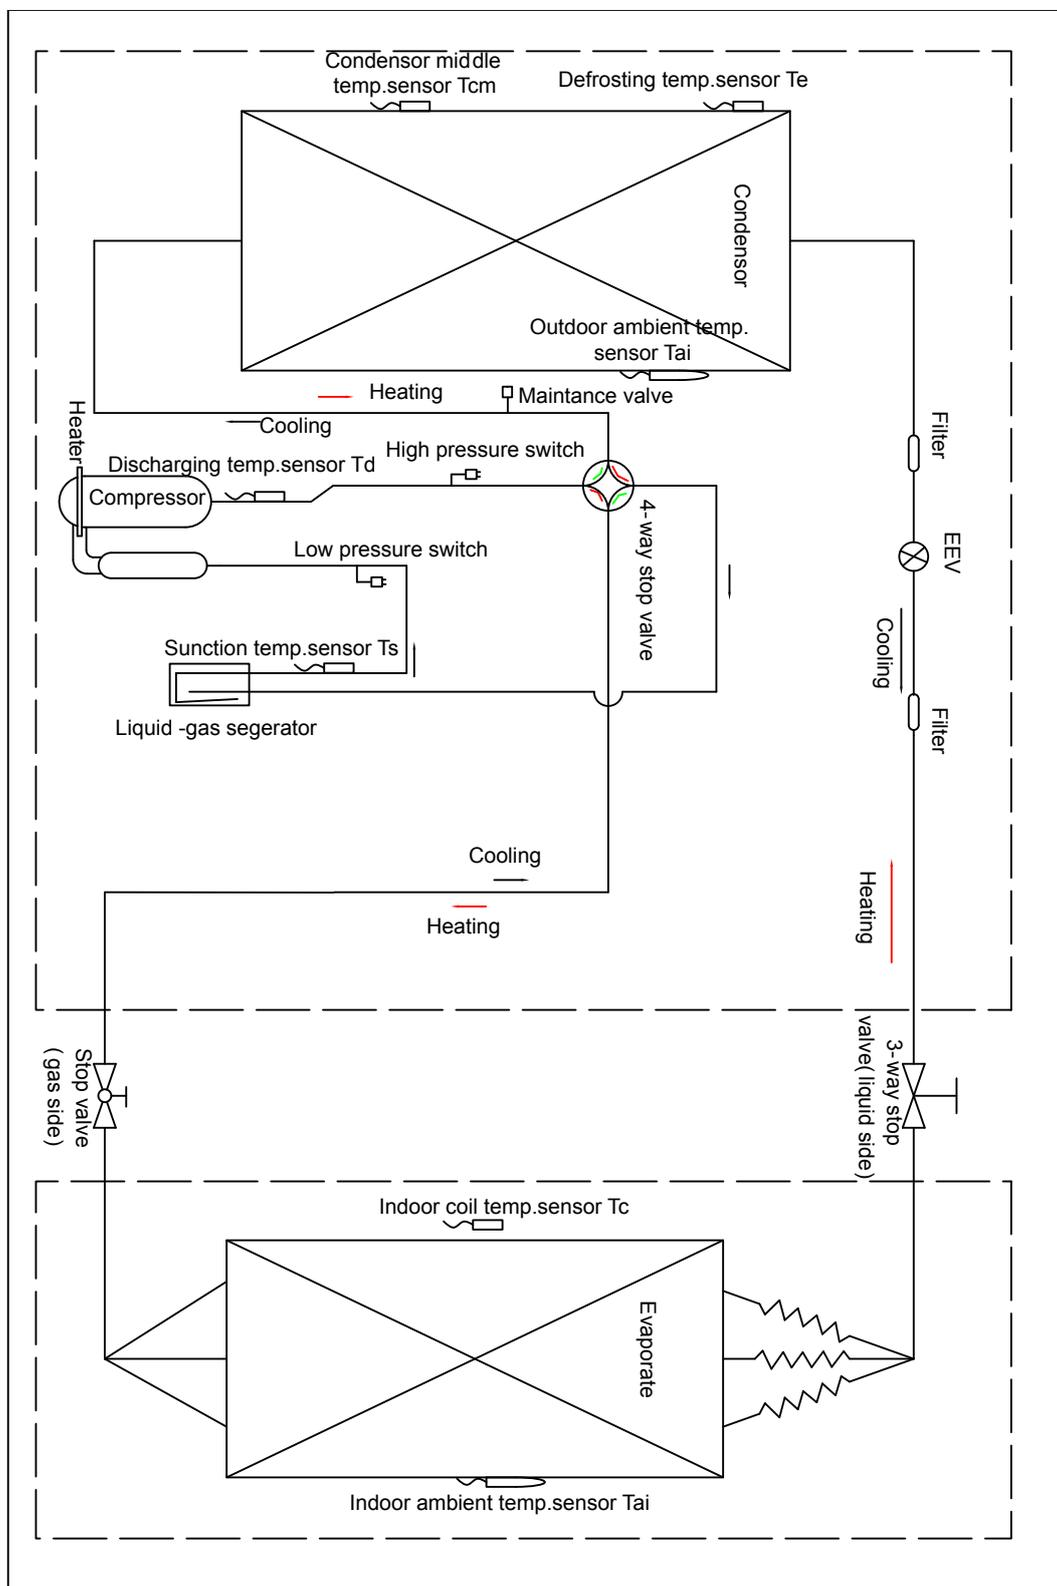 Condensor middle
temp.sensor Tcm
Defrosting temp.sensor Te
Condensor
Outdoor ambient temp.
sensor Tai
Heating
Maintance valve
Cooling
Heater
Discharging temp.sensor Td
High pressure switch
Filter
Compressor
4-way stop valve
Low pressure switch
EEV
Cooling
Sunction temp.sensor Ts
Liquid -gas segerator
Filter
Cooling
Heating
Heating
Stop valve
(gas side)
3-way stop
valve(liquid side)
Indoor coil temp.sensor Tc
Evaporate
Indoor ambient temp.sensor Tai